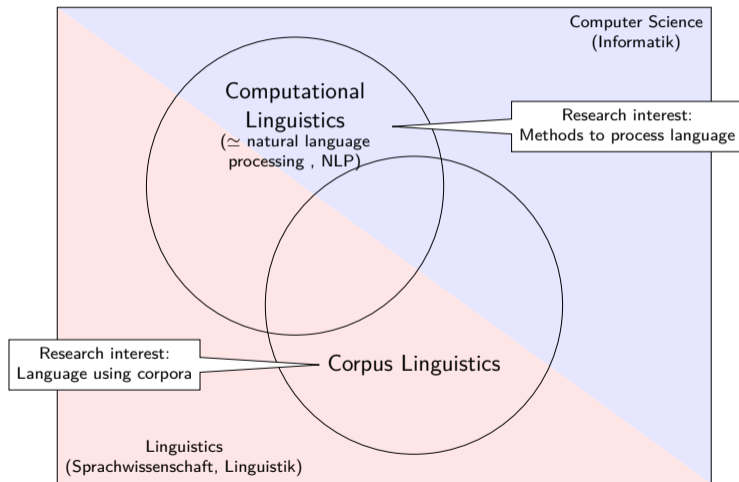 Computer Science
(Informatik)
Computational
Linguistics
(≃ natural language
processing , NLP)
Research interest:
Methods to process language
Research interest:
Language using corpora
Corpus Linguistics
Linguistics
(Sprachwissenschaft, Linguistik)